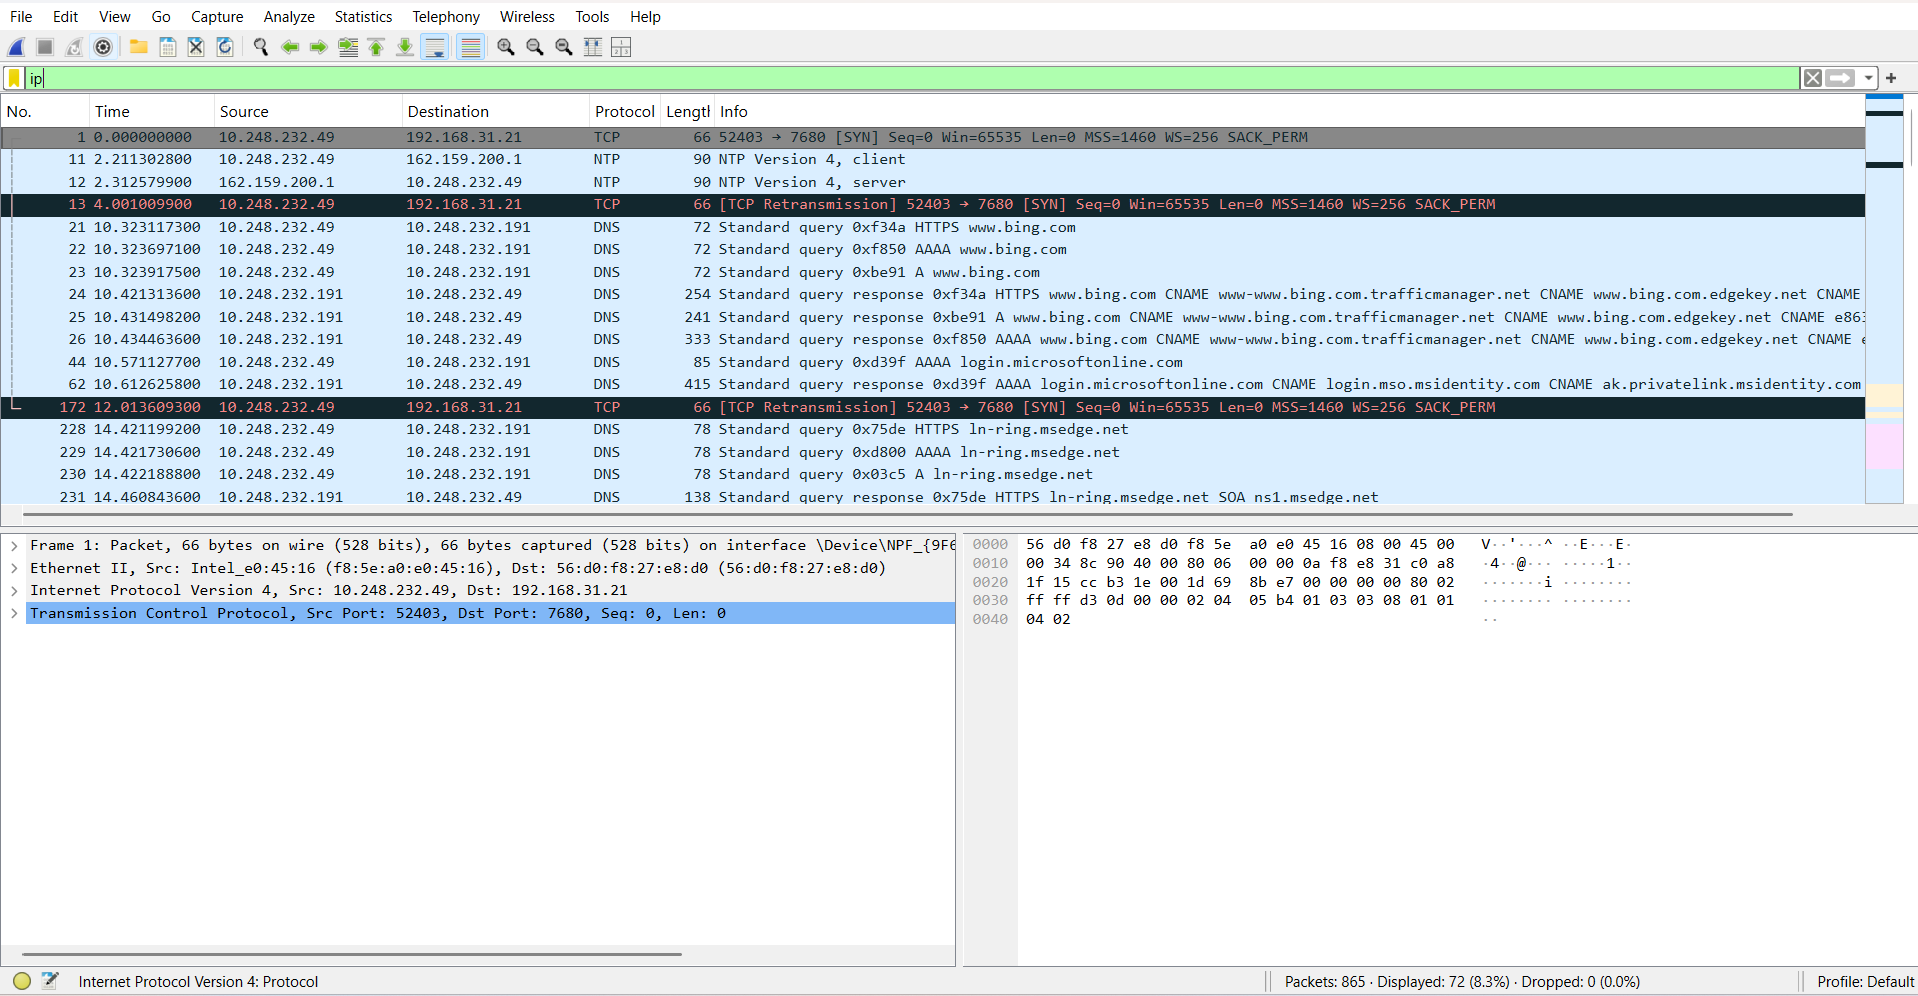 File Edit View Go Capture Analyze Statistics Telephony Wireless Tools Help
ip
No. Time Source Destination Protocol Length Info
1 0.000000000 10.248.232.49 192.168.31.21 TCP 66 52403 → 7680 [SYN] Seq=0 Win=65535 Len=0 MSS=1460 WS=256 SACK_PERM
11 2.211302800 10.248.232.49 162.159.200.1 NTP 90 NTP Version 4, client
12 2.312579900 162.159.200.1 10.248.232.49 NTP 90 NTP Version 4, server
13 4.001009900 10.248.232.49 192.168.31.21 TCP 66 [TCP Retransmission] 52403 → 7680 [SYN] Seq=0 Win=65535 Len=0 MSS=1460 WS=256 SACK_PERM
21 10.323117300 10.248.232.49 10.248.232.191 DNS 72 Standard query 0xf34a HTTPS www.bing.com
22 10.323697100 10.248.232.49 10.248.232.191 DNS 72 Standard query 0xf850 AAAA www.bing.com
23 10.323917500 10.248.232.49 10.248.232.191 DNS 72 Standard query 0xbe91 A www.bing.com
24 10.421313600 10.248.232.191 10.248.232.49 DNS 254 Standard query response 0xf34a HTTPS www.bing.com CNAME www-www.bing.com.trafficmanager.net CNAME www.bing.com.edgekey.net CNAME
25 10.431498200 10.248.232.191 10.248.232.49 DNS 241 Standard query response 0xbe91 A www.bing.com CNAME www-www.bing.com.trafficmanager.net CNAME www.bing.com.edgekey.net CNAME e863
26 10.434463600 10.248.232.191 10.248.232.49 DNS 333 Standard query response 0xf850 AAAA www.bing.com CNAME www-www.bing.com.trafficmanager.net CNAME www.bing.com.edgekey.net CNAME e
44 10.571127700 10.248.232.49 10.248.232.191 DNS 85 Standard query 0xd39f AAAA login.microsoftonline.com
62 10.612625800 10.248.232.191 10.248.232.49 DNS 415 Standard query response 0xd39f AAAA login.microsoftonline.com CNAME login.mso.msidentity.com CNAME ak.privatelink.msidentity.com
172 12.013609300 10.248.232.49 192.168.31.21 TCP 66 [TCP Retransmission] 52403 → 7680 [SYN] Seq=0 Win=65535 Len=0 MSS=1460 WS=256 SACK_PERM
228 14.421199200 10.248.232.49 10.248.232.191 DNS 78 Standard query 0x75de HTTPS ln-ring.msedge.net
229 14.421730600 10.248.232.49 10.248.232.191 DNS 78 Standard query 0xd800 AAAA ln-ring.msedge.net
230 14.422188800 10.248.232.49 10.248.232.191 DNS 78 Standard query 0x03c5 A ln-ring.msedge.net
231 14.460843600 10.248.232.191 10.248.232.49 DNS 138 Standard query response 0x75de HTTPS ln-ring.msedge.net SOA ns1.msedge.net
Frame 1: Packet, 66 bytes on wire (528 bits), 66 bytes captured (528 bits) on interface \Device\NPF_{9F6
Ethernet II, Src: Intel_e0:45:16 (f8:5e:a0:e0:45:16), Dst: 56:d0:f8:27:e8:d0 (56:d0:f8:27:e8:d0)
Internet Protocol Version 4, Src: 10.248.232.49, Dst: 192.168.31.21
Transmission Control Protocol, Src Port: 52403, Dst Port: 7680, Seq: 0, Len: 0
0000 56 d0 f8 27 e8 d0 f8 5e a0 e0 45 16 08 00 45 00 V··'···^ ··E···E·
0010 00 34 8c 90 40 00 80 06 00 00 0a f8 e8 31 c0 a8 ·4··@··· ·····1··
0020 1f 15 cc b3 1e 00 1d 69 8b e7 00 00 00 00 80 02 ·······i ········
0030 ff ff d3 0d 00 00 02 04 05 b4 01 03 03 08 01 01 ········ ········
0040 04 02 ··
Internet Protocol Version 4: Protocol
Packets: 865 · Displayed: 72 (8.3%) · Dropped: 0 (0.0%)
Profile: Default